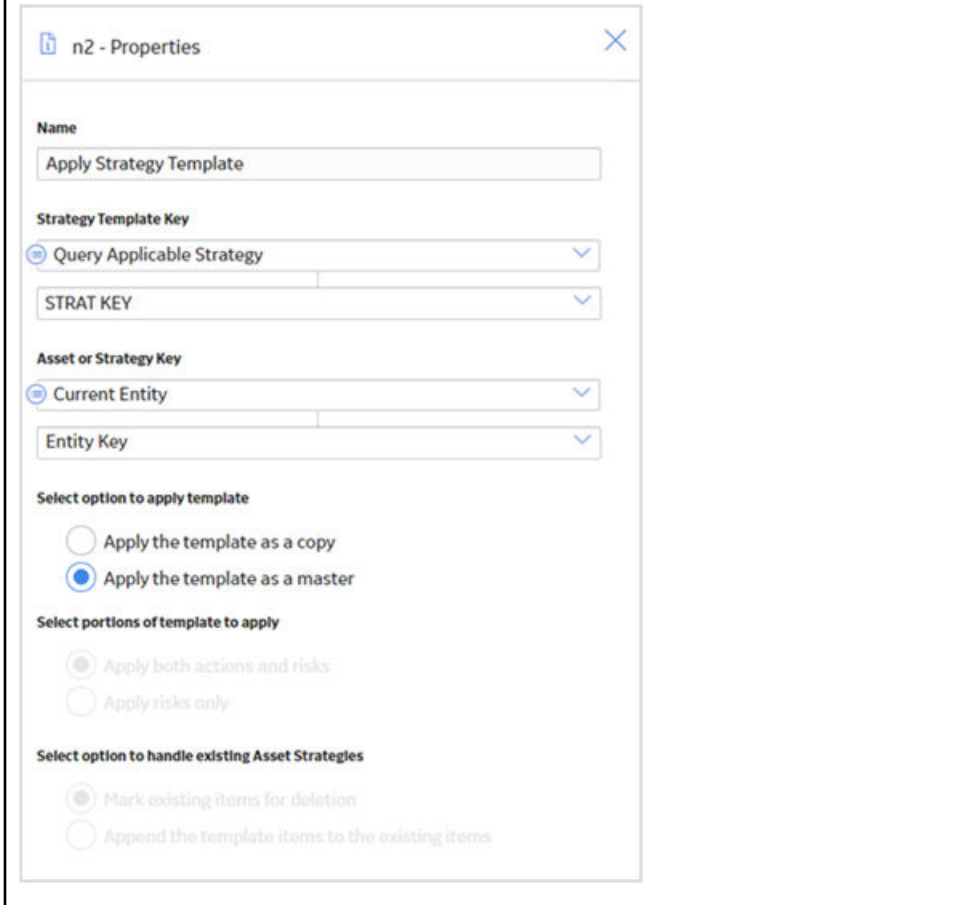 n2 - Properties
Name
Apply Strategy Template
Strategy Template Key
Query Applicable Strategy
STRAT KEY
Asset or Strategy Key
Current Entity
Entity Key
Select option to apply template
Apply the template as a copy
Apply the template as a master
Select portions of template to apply
Apply both actions and risks
Apply risks only
Select option to handle existing Asset Strategies
Mark existing items for deletion
Append the template items to the existing items